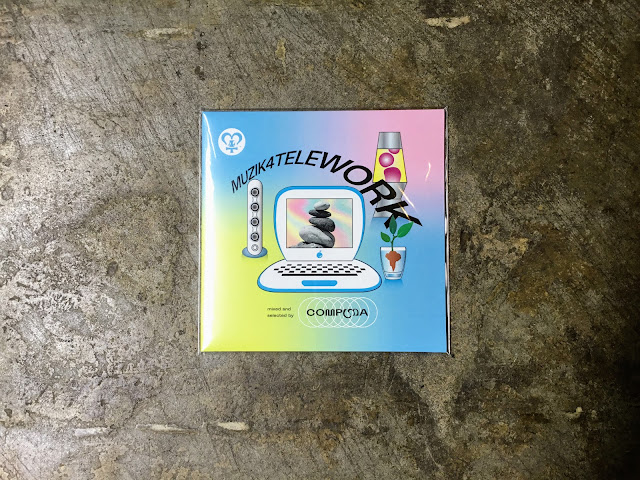 MUZIK4TELEWORK
mixed and
selected by
COMPUMA